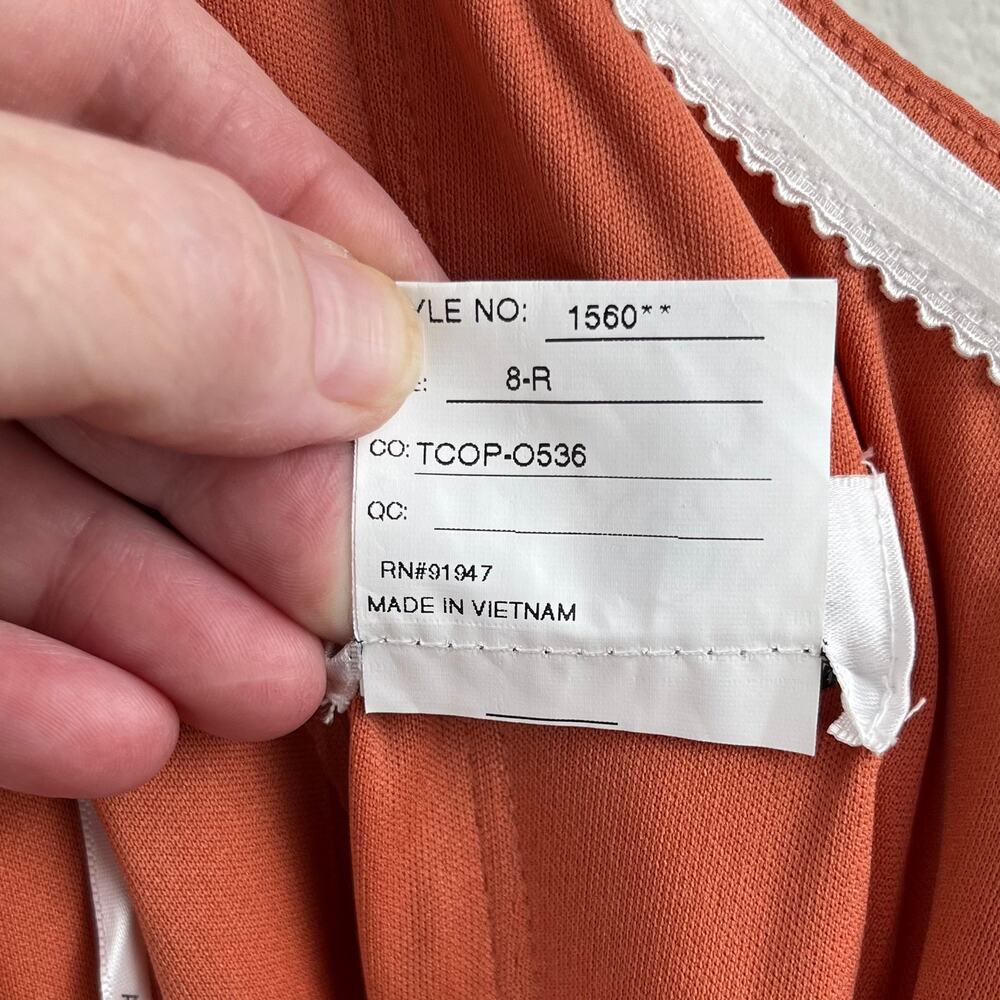 YLE NO: 1560**
: 8-R
CO: TCOP-O536
QC:
RN#91947
MADE IN VIETNAM